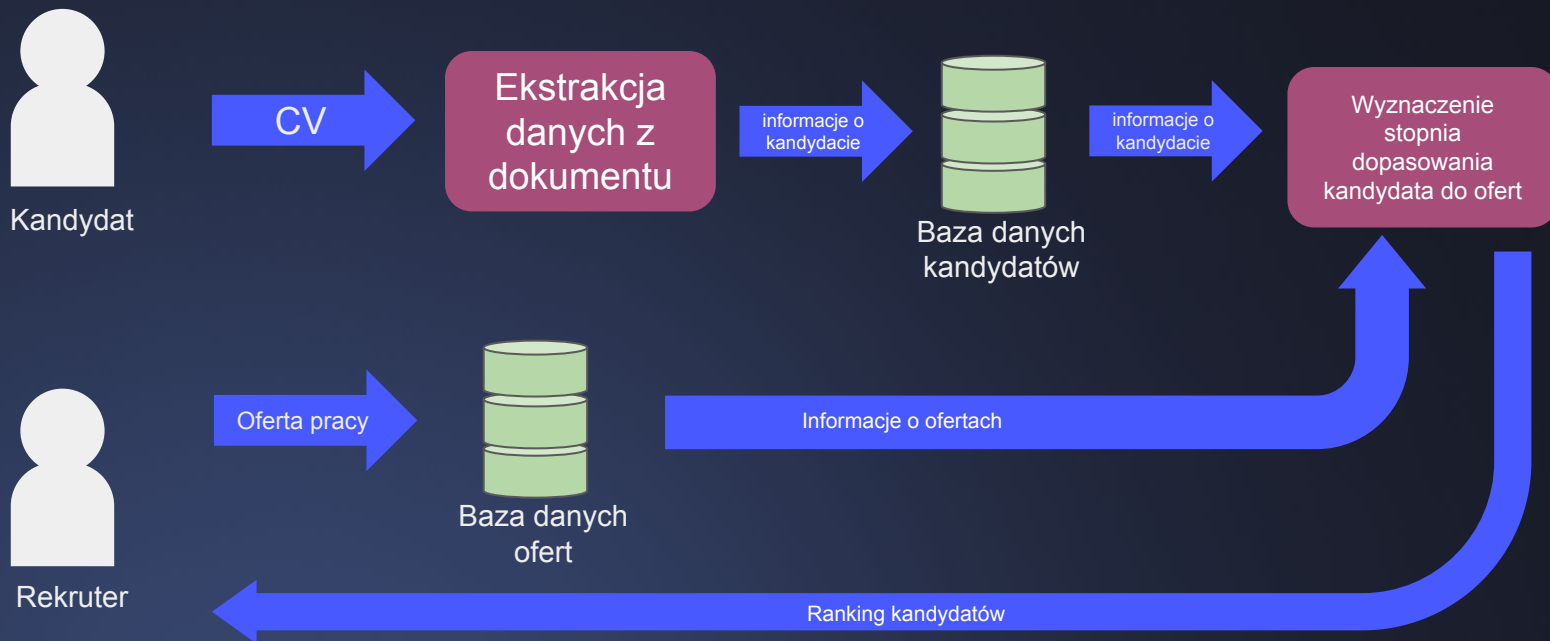 CV
Ekstrakcja
danych z
dokumentu
informacje o
kandydacie
informacje o
kandydacie
Wyznaczenie
stopnia
dopasowania
kandydata do ofert
Kandydat
Baza danych
kandydatów
Oferta pracy
Informacje o ofertach
Baza danych
ofert
Rekruter
Ranking kandydatów